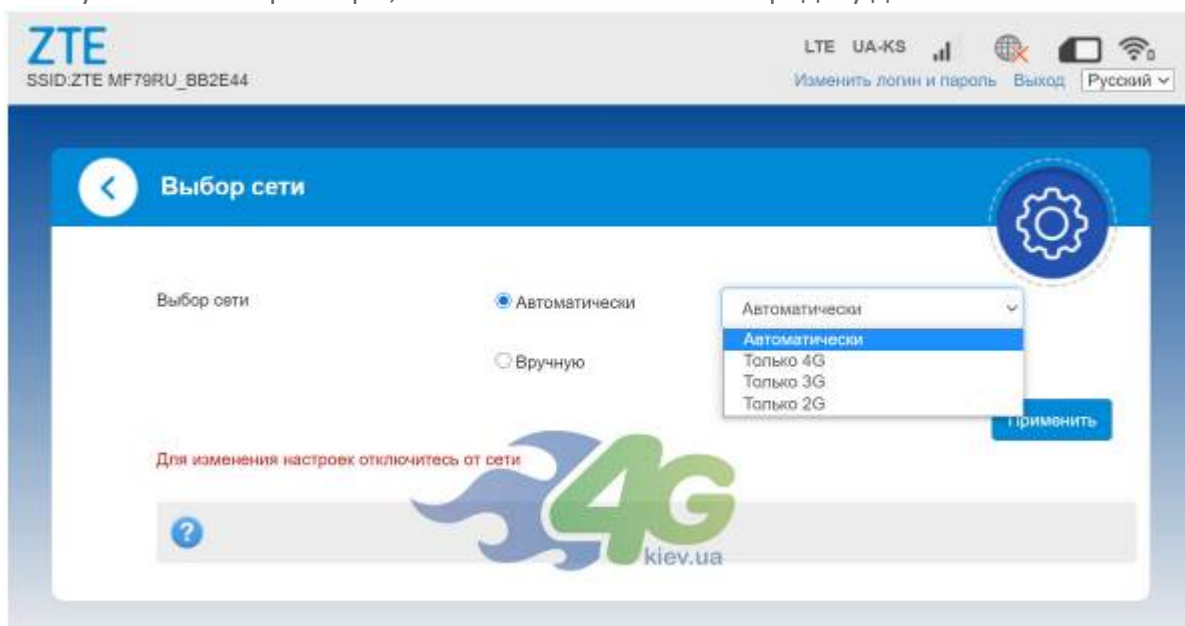 ZTE
LTE UA-KS
SSID:ZTE MF79RU_BB2E44
Изменить логин и пароль Выход Русский
Выбор сети
Выбор сети
Автоматически
Автоматически
Автоматически
Вручную
Только 4G
Только 3G
Только 2G
Применить
Для изменения настроек отключитесь от сети
4G
kiev.ua